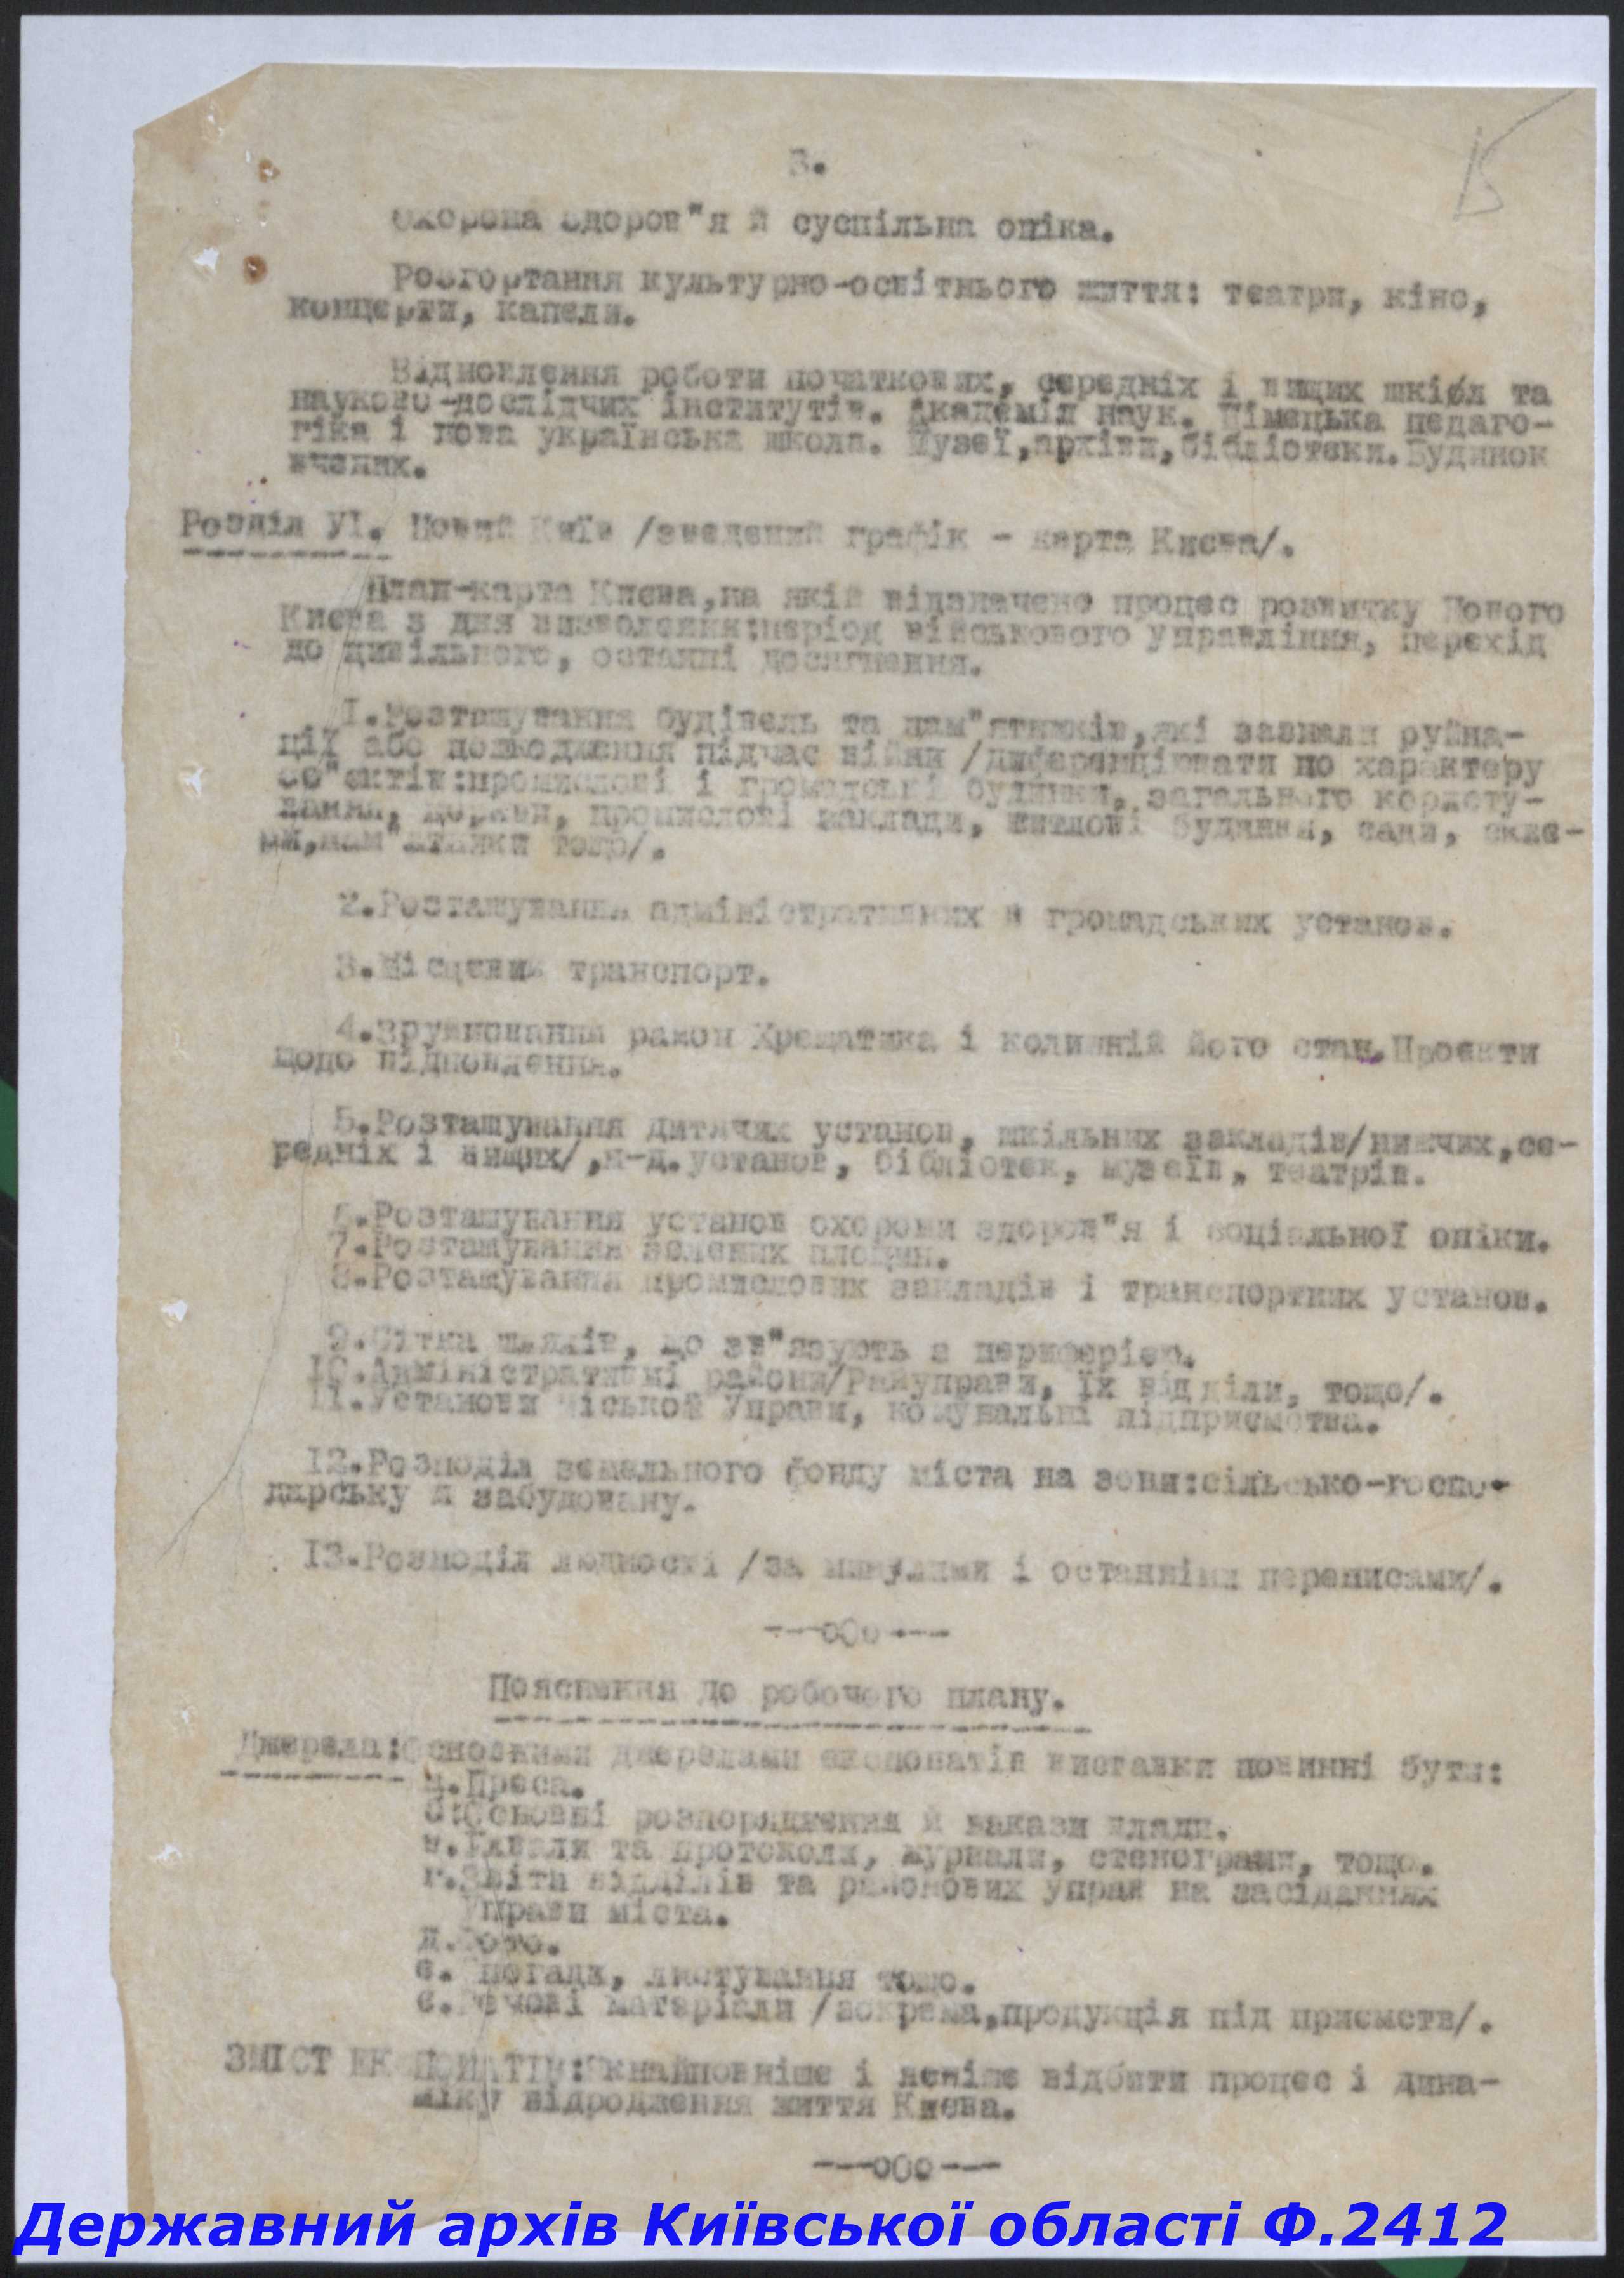 3.
15
Охорона здоров"я й суспільна опіка.
Розгортання культурно-освітнього життя: театри, кіно,
концерти, капели.
Відновлення роботи початкових, середніх і вищих шкіл та
науково-дослідчих інститутів. Академія наук. Німецька педаго-
гіка і нова українська школа. Музеї,архіви,бібліотеки.Будинок
вчених.
Розділ УІ. Новий Київ /зведений графік - карта Києва/.
План-карта Києва,на якій відзначено процес розвитку Нового
Києва з дня визволення:період військового управління, перехід
до цивільного, останні досягнення.
І.Розташування будівель та пам"ятників,які зазнали руйна-
ції або пошкодження підчас війни /диференціювати по характеру
об"єктів:промислові і громадські будинки, загального користу-
вання, церкви, промислові заклади, житлові будинки, сади, скве-
ри,пам"ятники тощо/.
2.Розташування адміністративних й громадських установ.
3.Місцевий транспорт.
4.Зруйнований район Хрещатика і колишній його стан.Проєкти
щодо відновлення.
5.Розташування дитячих установ, шкільних закладів/нижчих,се-
редніх і вищих/,н-д.установ, бібліотек, музеїв, театрів.
6.Розташування установ охорони здоров"я і соціальної опіки.
7.Розташування зелених площин.
8.Розташування промислових закладів і транспортних установ.
9.Сітка шляхів, що зв"язують з периферією.
ІО.Адміністративні райони/Райуправи, їх відділи, тощо/.
ІІ.Установи Міської Управи, комунальні підприємства.
І2.Розподіл земельного фонду міста на зони:сільсько-госпо-
дарську й забудовану.
І3.Розподіл людності /за минулими і останніми переписами/.
---оОо---
Пояснення до робочого плану.
Джерела:Основними джерелами експонатів виставки повинні бути:
а.Преса.
б:Основні розпорядження й накази влади.
в.Ухвали та протоколи, журнали, стенограми, тощо.
г.Звіти відділів та районових управ на засіданнях
Управи міста.
д.Фото.
е.Спогади, листування тощо.
є.Речові матеріали /зокрема,продукція під приємств/.
ЗМІСТ ЕКСПОНАТІВ:Якнайповніше і ясніше відбити процес і дина-
міку відродження життя Києва.
---оОо---
Державний архів Київської області Ф.2412